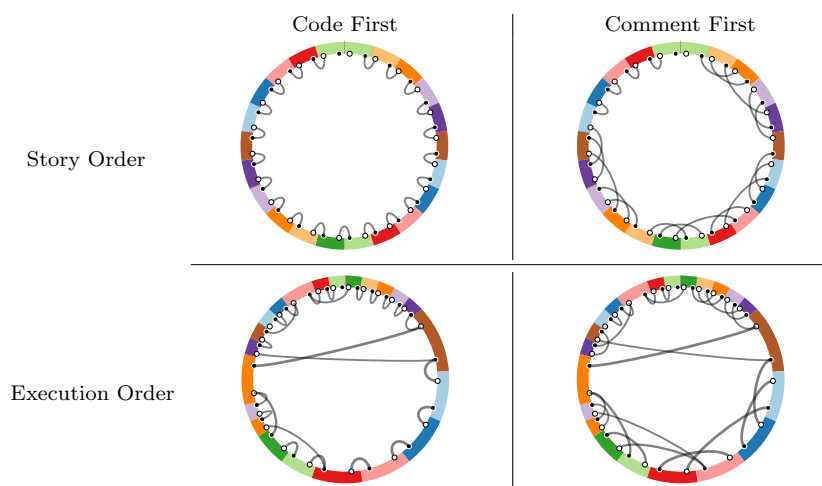 Code First
Comment First
Story Order
Execution Order